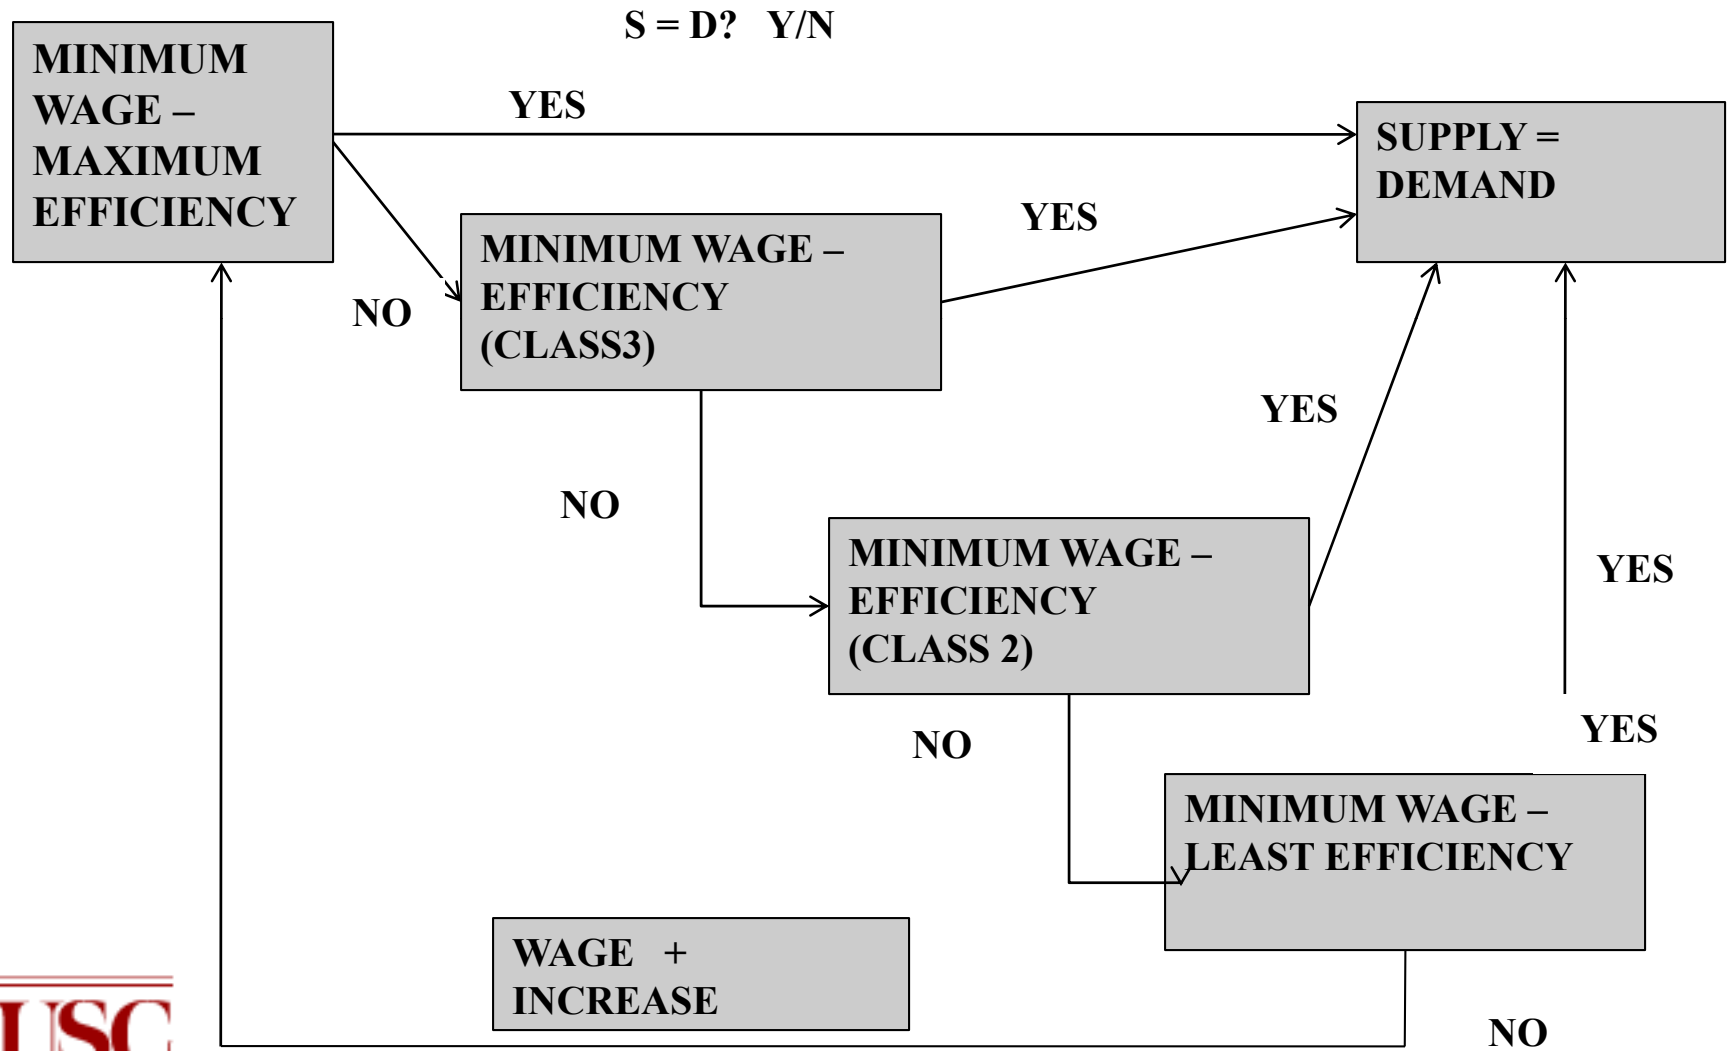 S = D? Y/N
MINIMUM
WAGE –
MAXIMUM
EFFICIENCY
YES
SUPPLY =
DEMAND
YES
MINIMUM WAGE –
EFFICIENCY
(CLASS3)
NO
YES
NO
MINIMUM WAGE –
EFFICIENCY
(CLASS 2)
YES
NO
YES
MINIMUM WAGE –
LEAST EFFICIENCY
WAGE +
INCREASE
NO
USC